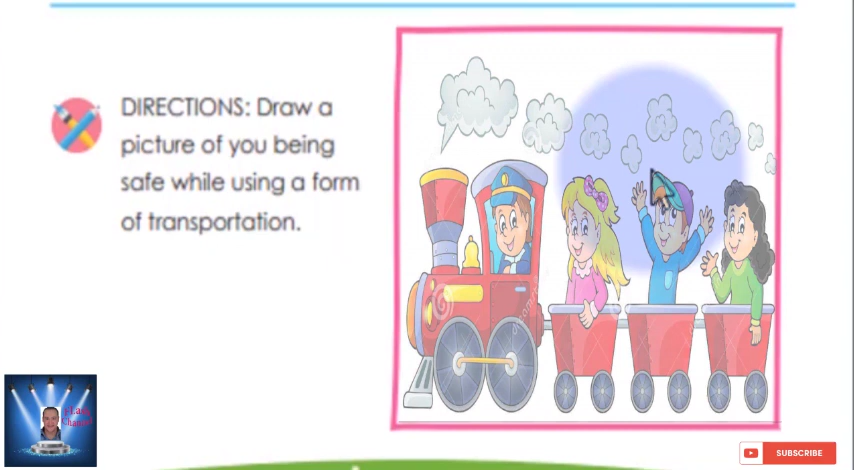 DIRECTIONS: Draw a
picture of you being
safe while using a form
of transportation.
SUBSCRIBE